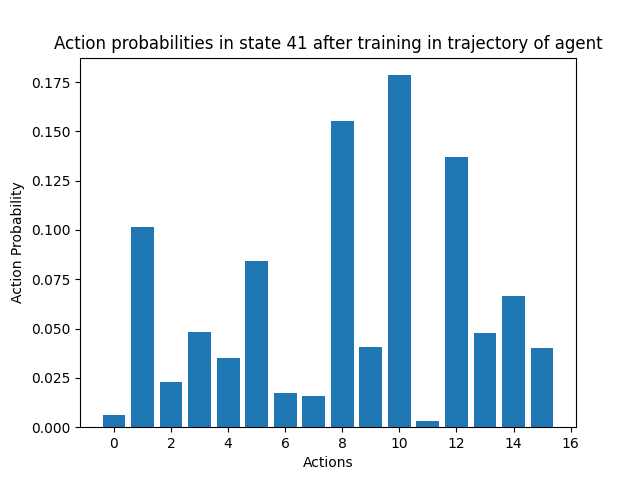 Action probabilities in state 41 after training in trajectory of agent
0.175
0.150
0.125
0.100
0.075
0.050
0.025
0.000
Action Probability
0 2 4 6 8 10 12 14 16
Actions